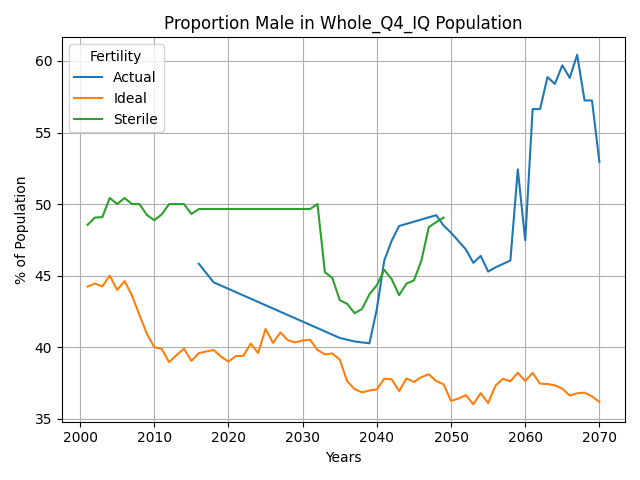 Proportion Male in Whole_Q4_IQ Population
Fertility
Actual
Ideal
Sterile
% of Population
60
55
50
45
40
35
2000
2010
2020
2030
2040
2050
2060
2070
Years